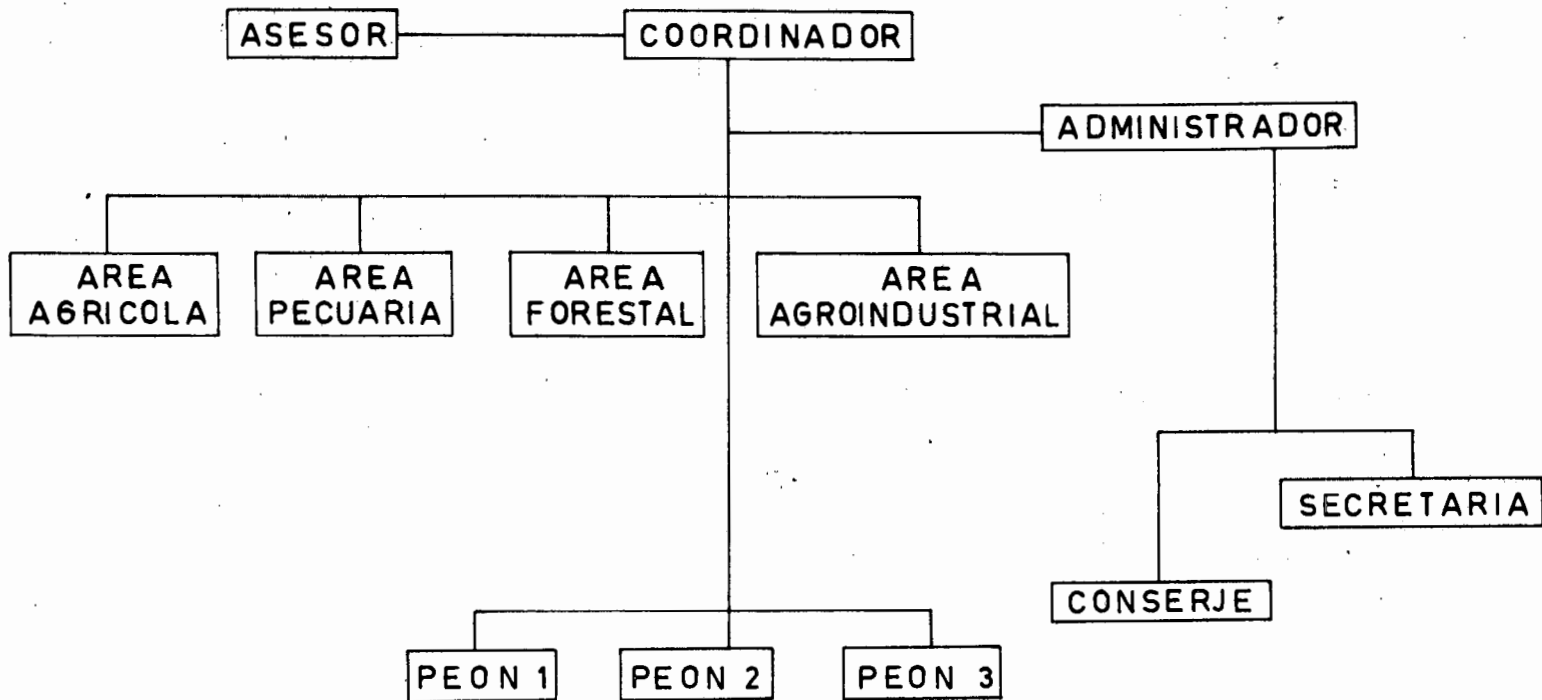 ASESOR
COORDINADOR
ADMINISTRADOR
AREA
AGRICOLA
AREA
PECUARIA
AREA
FORESTAL
AREA
AGROINDUSTRIAL
SECRETARIA
CONSERJE
PEON 1
PEON 2
PEON 3